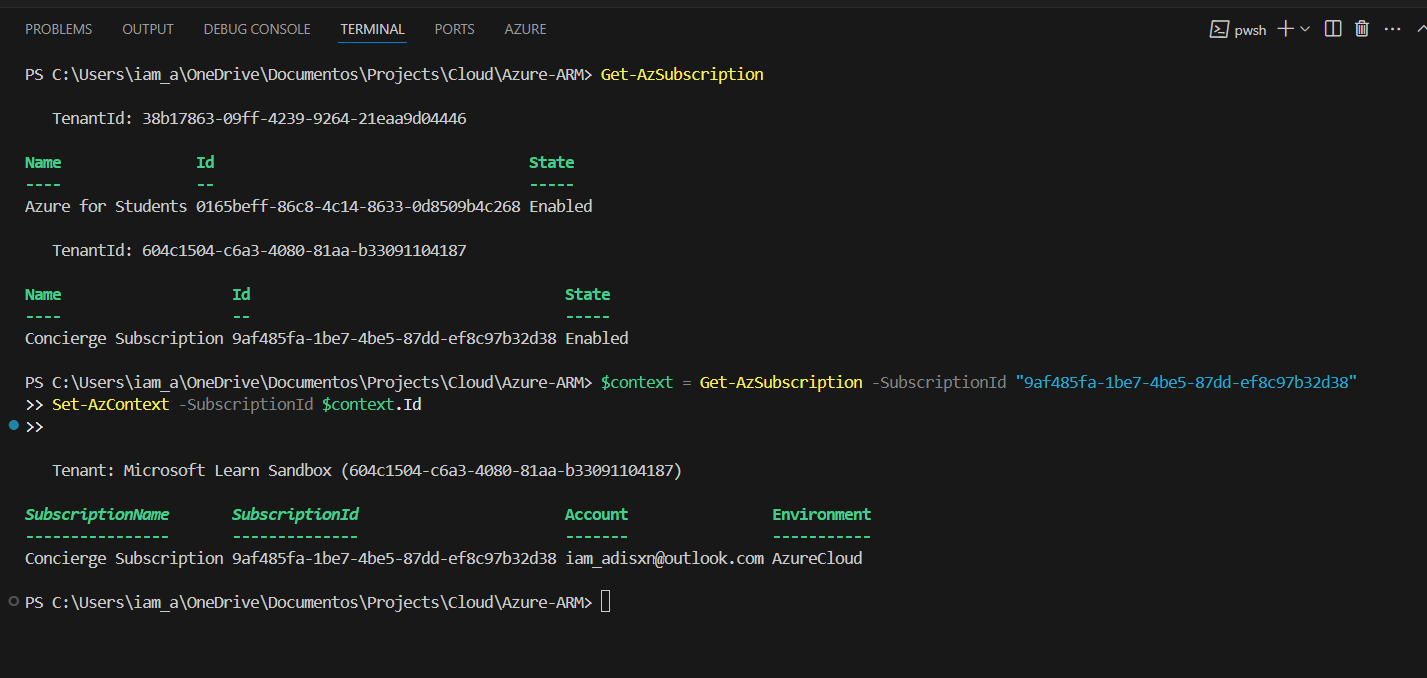 PROBLEMS OUTPUT DEBUG CONSOLE TERMINAL PORTS AZURE pwsh
PS C:\Users\iam_a\OneDrive\Documentos\Projects\Cloud\Azure-ARM> Get-AzSubscription
TenantId: 38b17863-09ff-4239-9264-21eaa9d04446
Name Id State
---- -- -----
Azure for Students 0165beff-86c8-4c14-8633-0d8509b4c268 Enabled
TenantId: 604c1504-c6a3-4080-81aa-b33091104187
Name Id State
---- -- -----
Concierge Subscription 9af485fa-1be7-4be5-87dd-ef8c97b32d38 Enabled
PS C:\Users\iam_a\OneDrive\Documentos\Projects\Cloud\Azure-ARM> $context = Get-AzSubscription -SubscriptionId "9af485fa-1be7-4be5-87dd-ef8c97b32d38"
>> Set-AzContext -SubscriptionId $context.Id
>>
Tenant: Microsoft Learn Sandbox (604c1504-c6a3-4080-81aa-b33091104187)
SubscriptionName SubscriptionId Account Environment
---------------- -------------- ------- -----------
Concierge Subscription 9af485fa-1be7-4be5-87dd-ef8c97b32d38 iam_adisxn@outlook.com AzureCloud
PS C:\Users\iam_a\OneDrive\Documentos\Projects\Cloud\Azure-ARM>